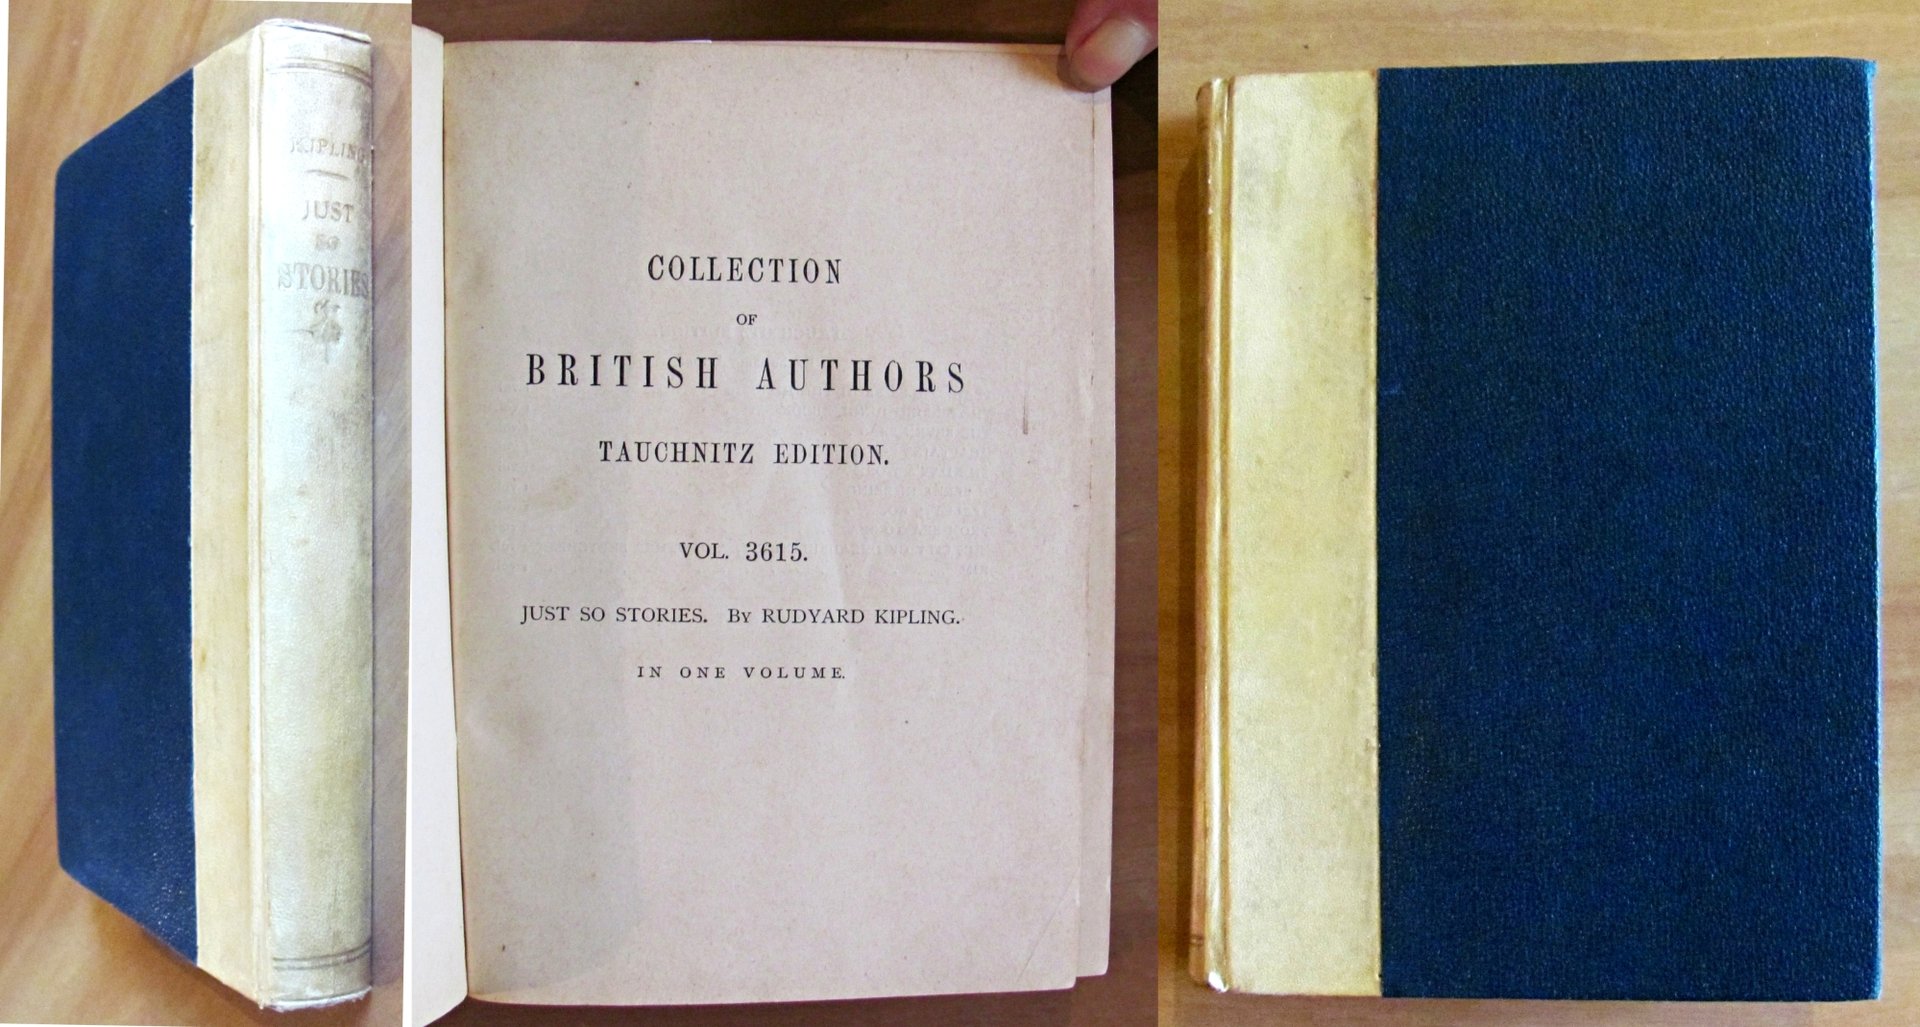 KIPLING
JUST
SO
STORIES
COLLECTION
OF
BRITISH AUTHORS
TAUCHNITZ EDITION.
VOL. 3615.
JUST SO STORIES. By RUDYARD KIPLING.
IN ONE VOLUME.